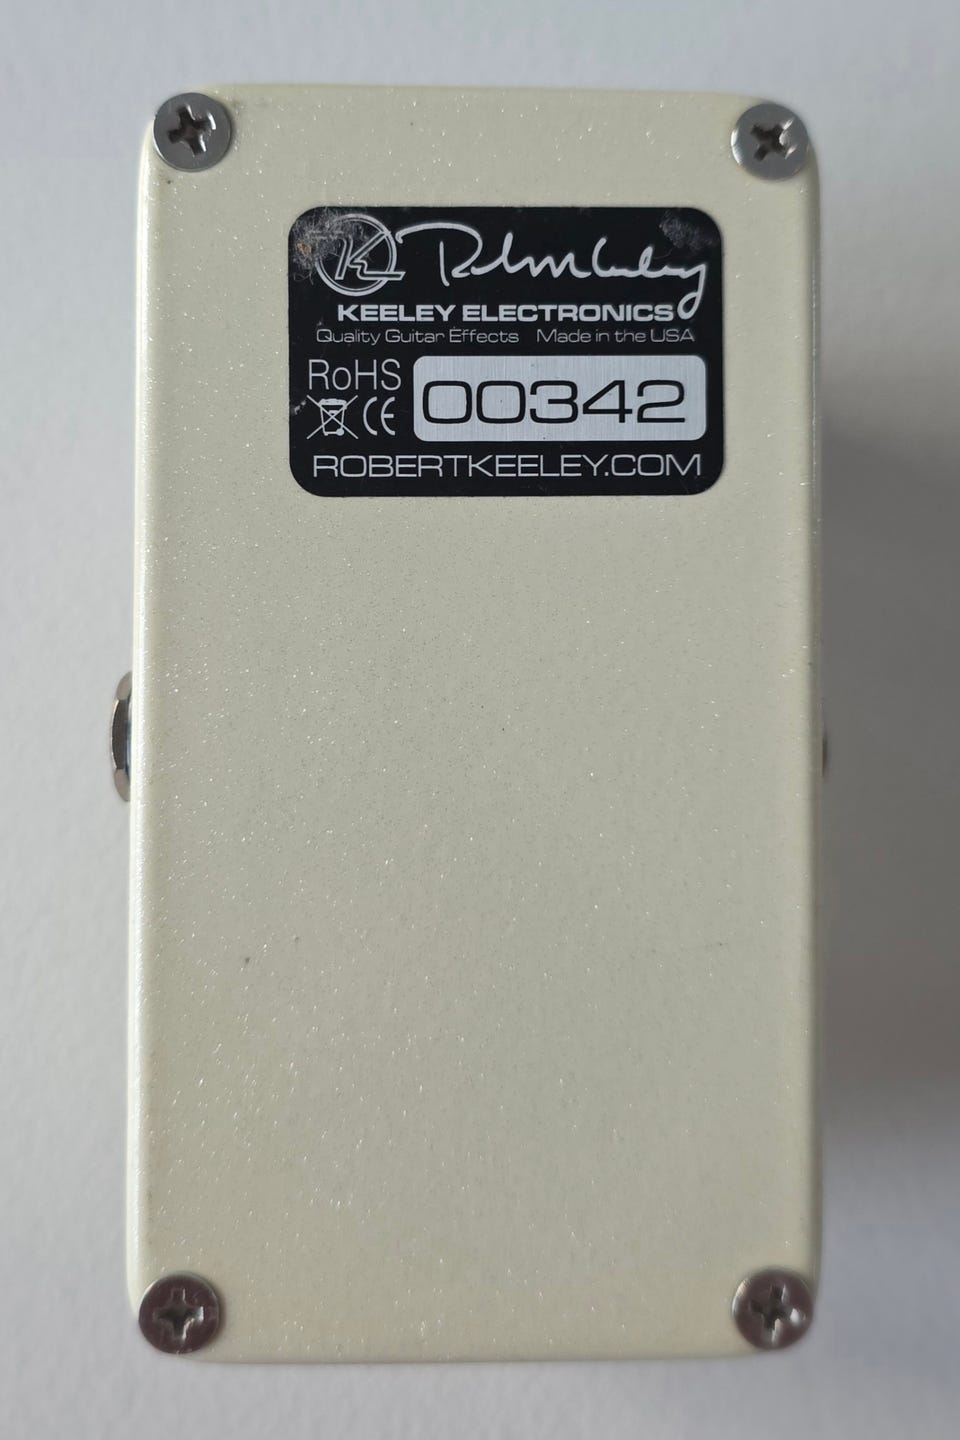 K Robert Keeley
KEELEY ELECTRONICS
Quality Guitar Effects Made in the USA
RoHS
CE
00342
ROBERTKEELEY.COM